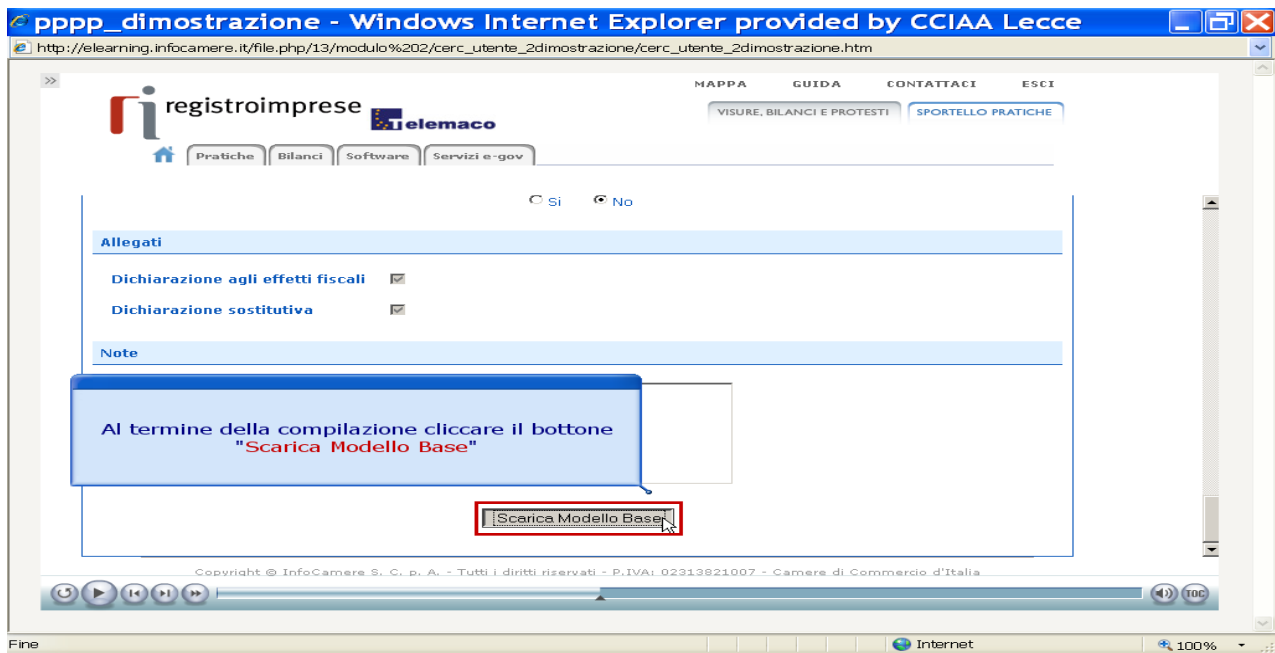 pppp_dimostrazione - Windows Internet Explorer provided by CCIAA Lecce
http://elearning.infocamere.it/file.php/13/modulo%202/cerc_utente_2dimostrazione/cerc_utente_2dimostrazione.htm
MAPPA GUIDA CONTATTACI ESCI
registroimprese
Telemaco
VISURE, BILANCI E PROTESTI SPORTELLO PRATICHE
Pratiche Bilanci Software Servizi e-gov
Si No
Allegati
Dichiarazione agli effetti fiscali
Dichiarazione sostitutiva
Note
Al termine della compilazione cliccare il bottone
"Scarica Modello Base"
Scarica Modello Base
Copyright © InfoCamere S. C. p. A. - Tutti i diritti riservati - P.IVA: 02313821007 - Camere di Commercio d'Italia
TOC
Fine Internet 100%